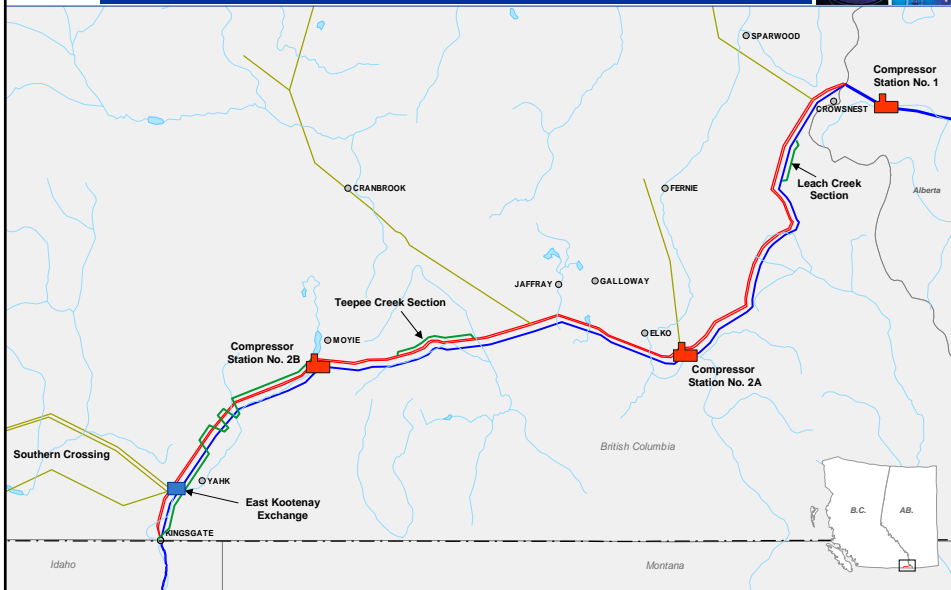 SPARWOOD
Compressor
Station No. 1
CROWSNEST
Leach Creek
Section
Alberta
CRANBROOK
FERNIE
JAFFRAY
GALLOWAY
Teepee Creek Section
ELKO
MOYIE
Compressor
Station No. 2B
Compressor
Station No. 2A
British Columbia
Southern Crossing
YAHK
East Kootenay
Exchange
KINGSGATE
B.C.
AB.
Idaho
Montana